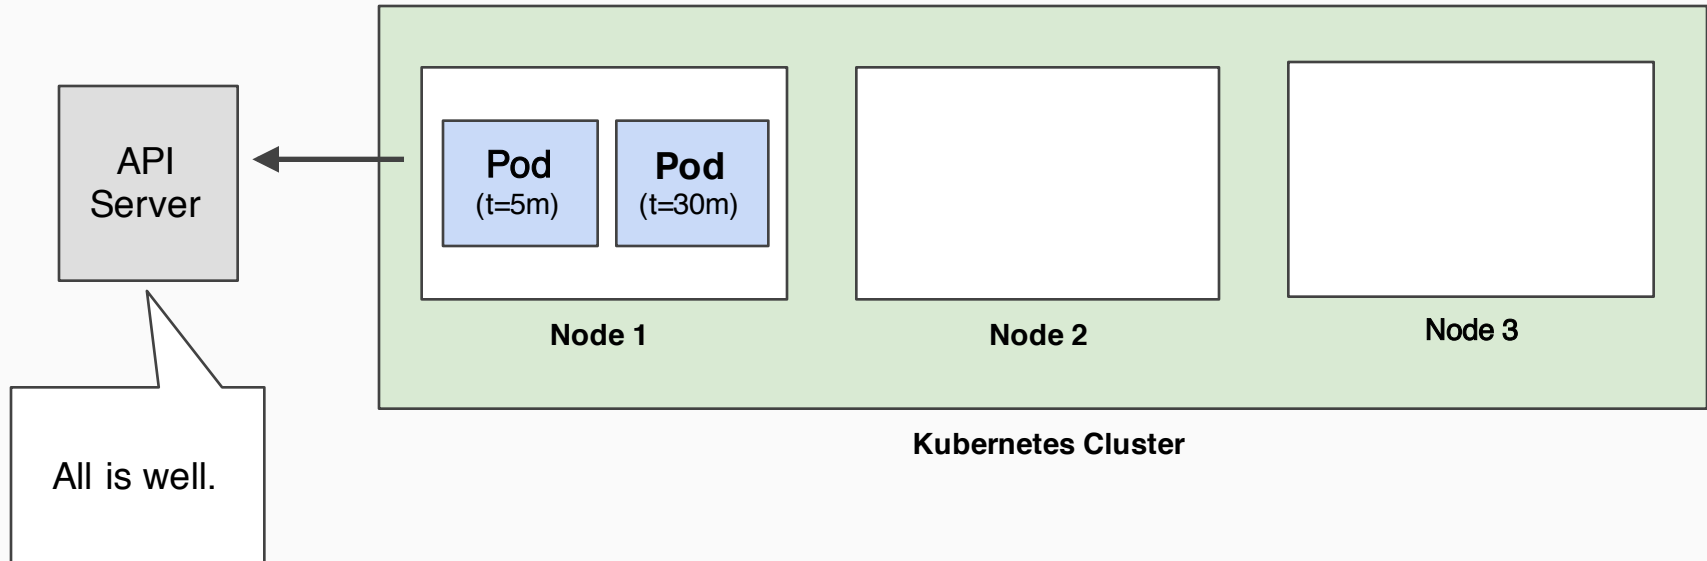 API
Server
Pod
(t=5m)
Pod
(t=30m)
Node 1
Node 2
Node 3
Kubernetes Cluster
All is well.